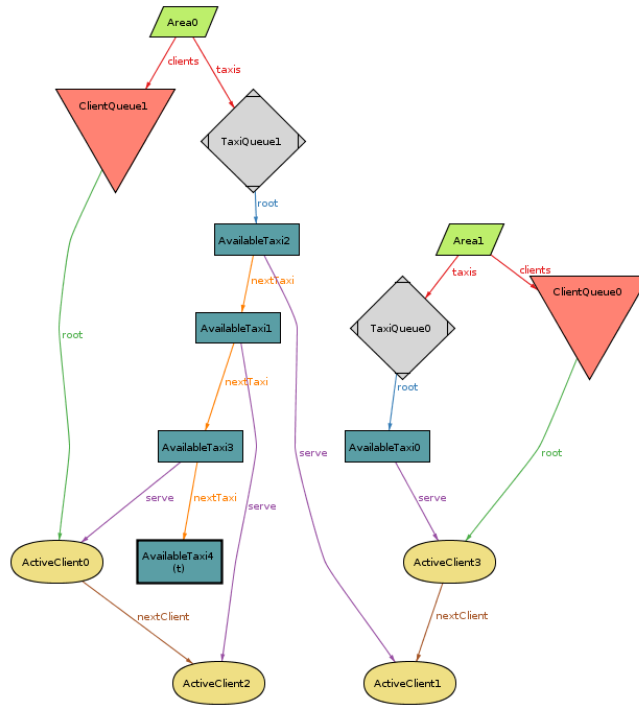 Area0
clients
taxis
ClientQueue1
TaxiQueue1
root
AvailableTaxi2
Area1
nextTaxi
taxis
clients
ClientQueue0
AvailableTaxi1
TaxiQueue0
root
root
nextTaxi
AvailableTaxi3
AvailableTaxi0
serve
root
serve
nextTaxi
serve
serve
ActiveClient0
AvailableTaxi4
(t)
ActiveClient3
nextClient
nextClient
ActiveClient2
ActiveClient1